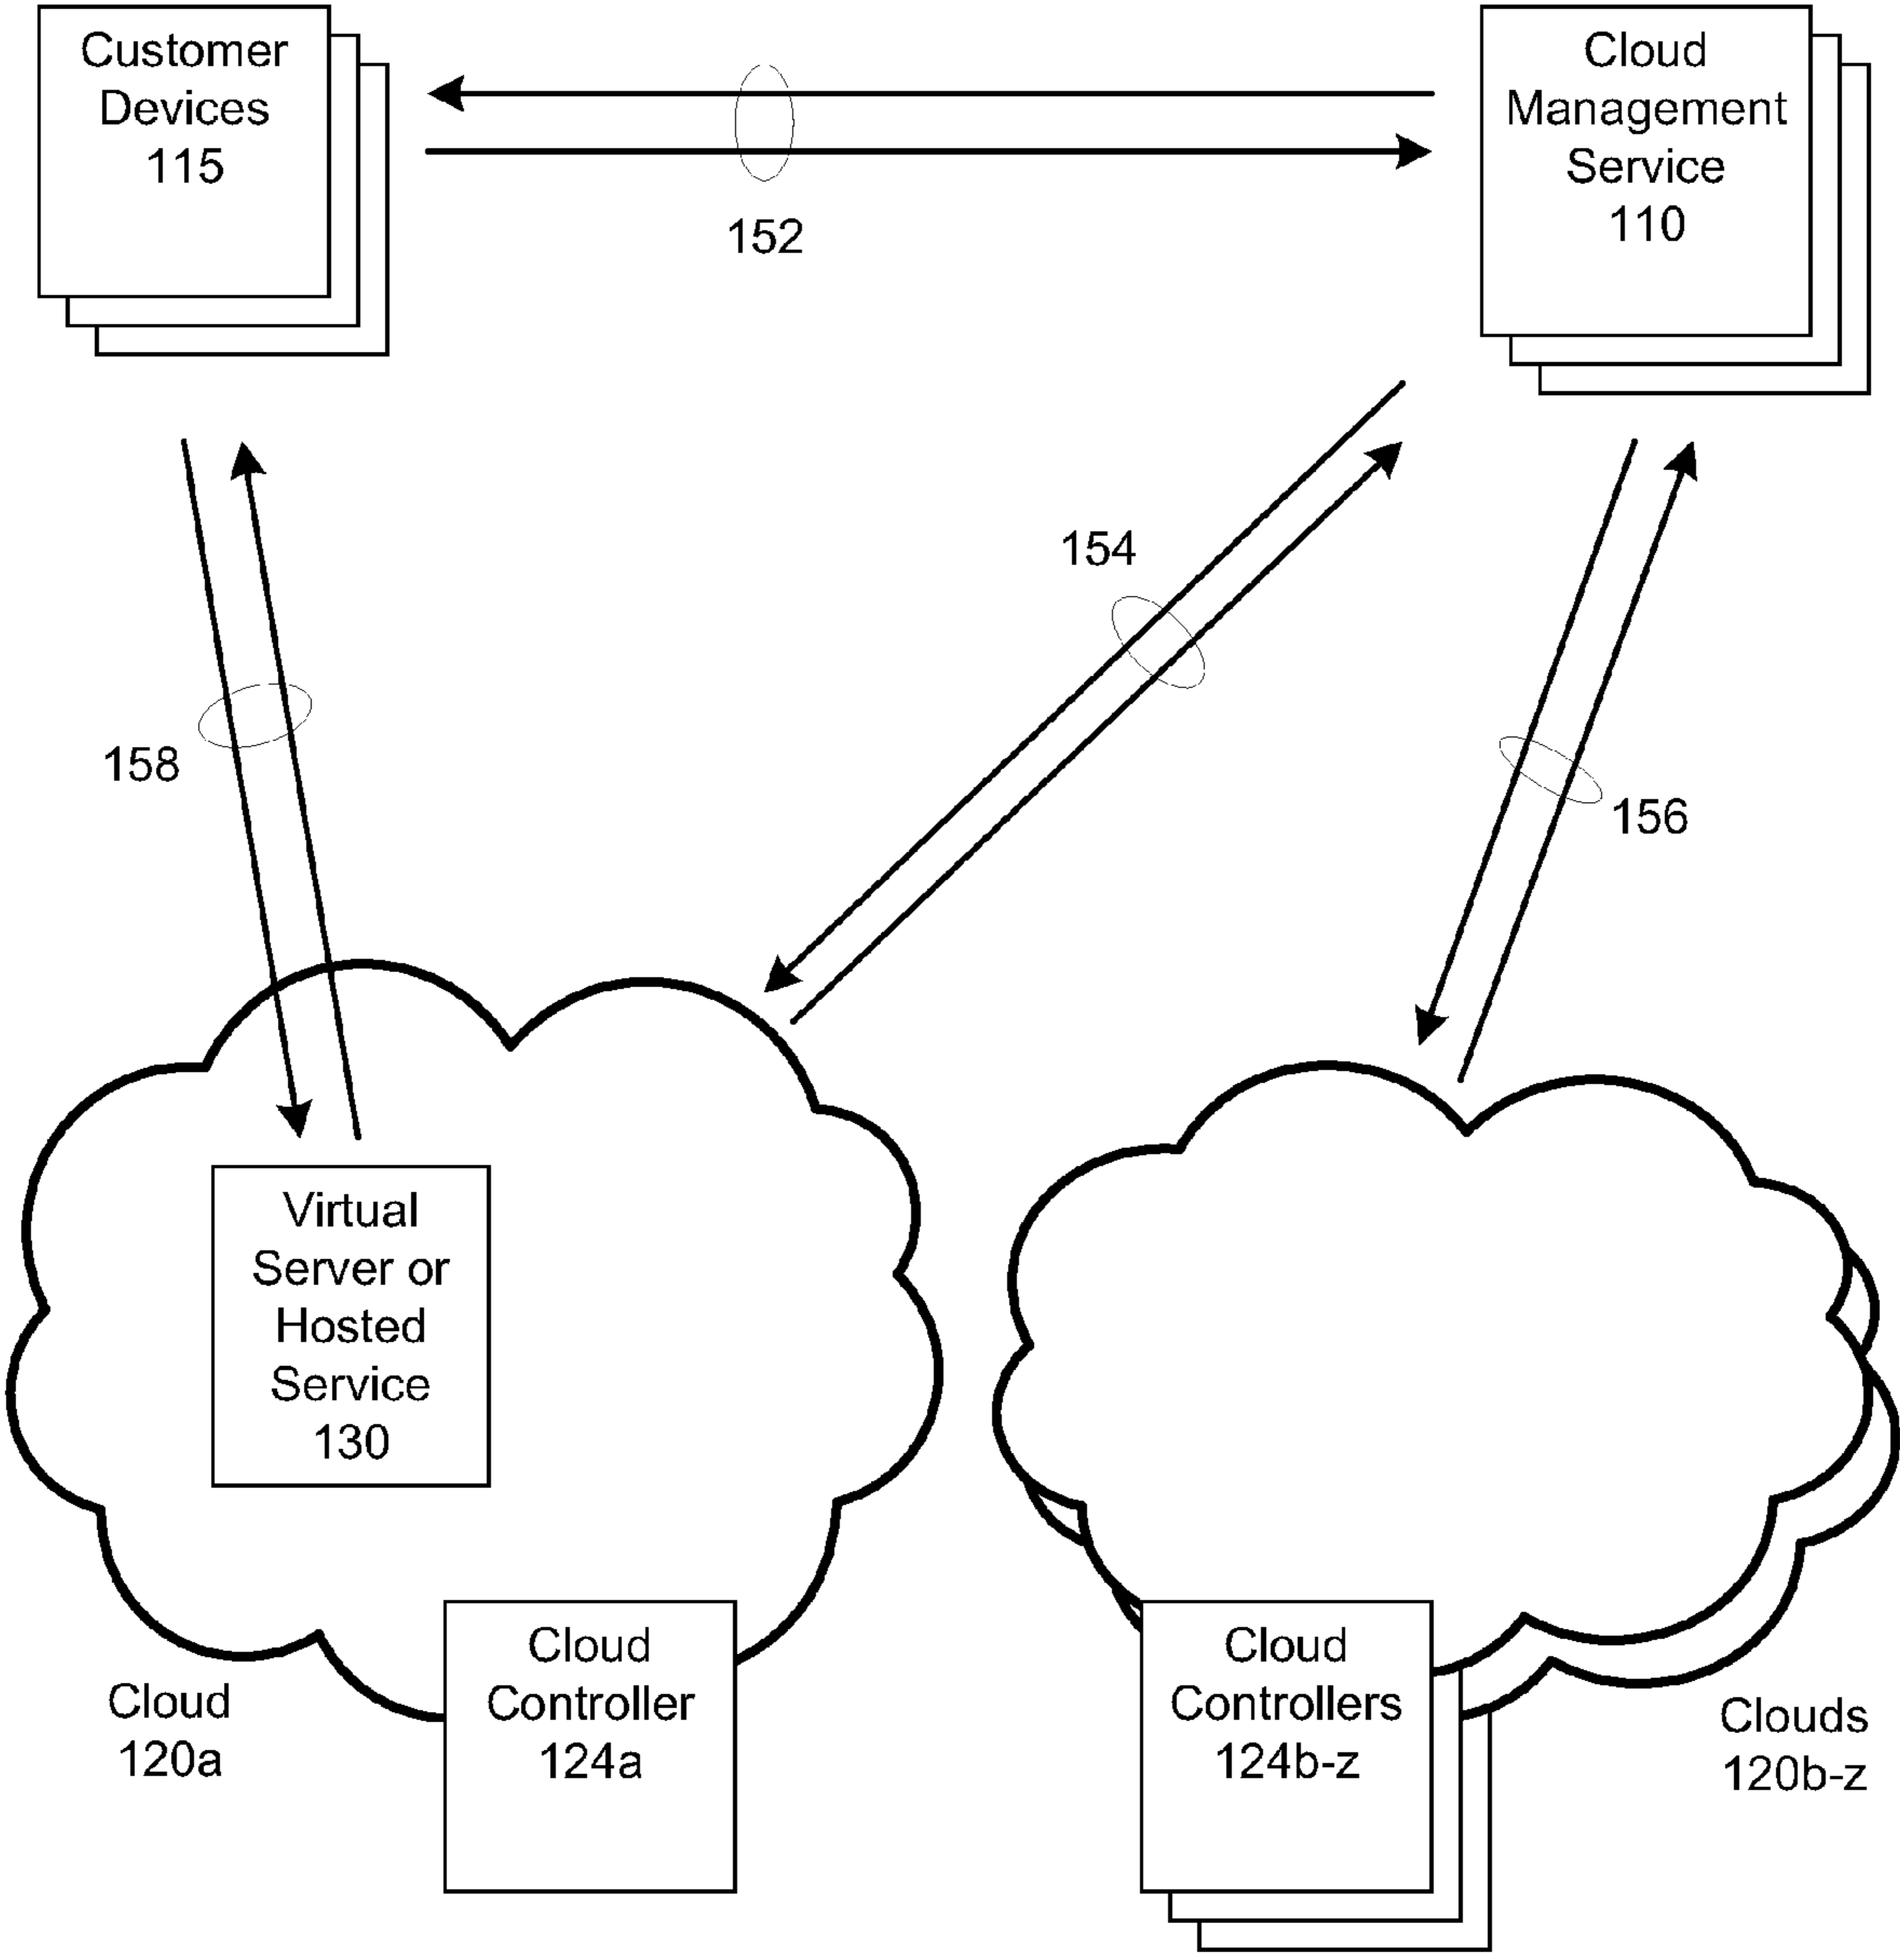 Customer
Devices
115
Cloud
Management
Service
110
152
154
158
156
Virtual
Server or
Hosted
Service
130
Cloud
120a
Cloud
Controller
124a
Cloud
Controllers
124b-z
Clouds
120b-z